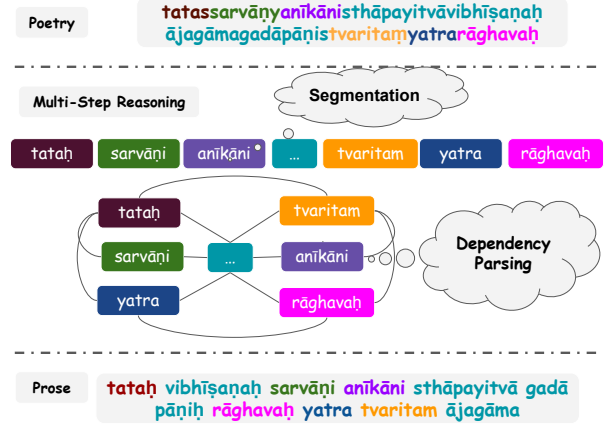 Poetry
tatassarvāṇyanīkānisthāpayitvāvibhīṣaṇaḥ
ājagāmagadāpāṇistvaritaṃyatrarāghavaḥ
Multi-Step Reasoning
Segmentation
tataḥ sarvāṇi anīkāni ... tvaritam yatra rāghavaḥ
tataḥ tvaritam
sarvāṇi ... anīkāni
yatra rāghavaḥ
Dependency
Parsing
Prose
tataḥ vibhīṣaṇaḥ sarvāṇi anīkāni sthāpayitvā gadā
pāṇiḥ rāghavaḥ yatra tvaritam ājagāma